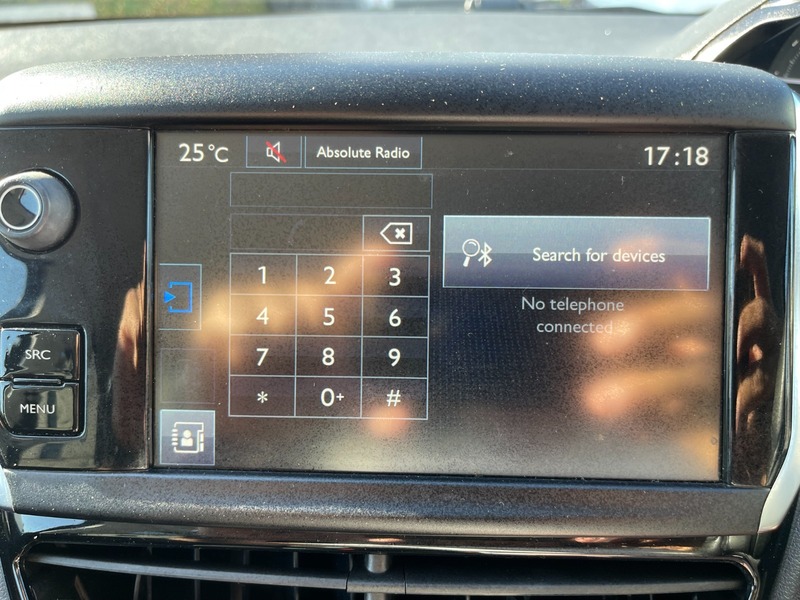 25°C
Absolute Radio
17:18
1 2 3
4 5 6
7 8 9
* 0+ #
Search for devices
No telephone
connected
SRC
MENU